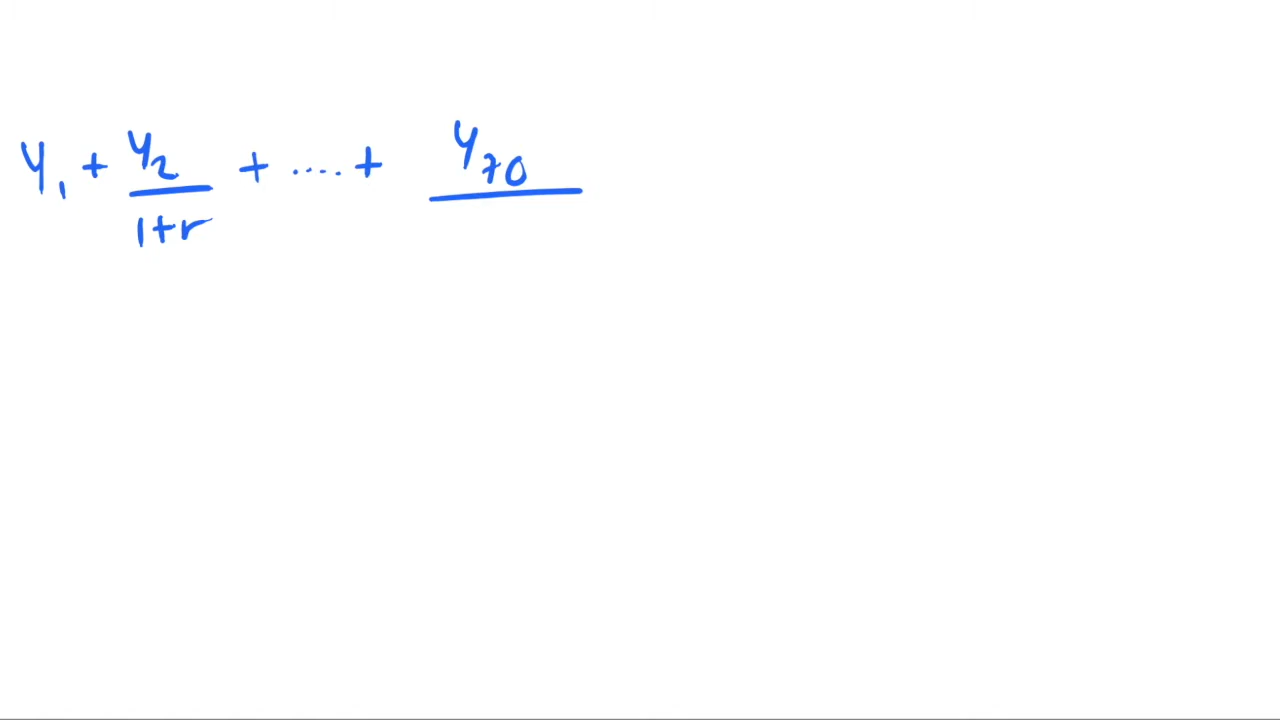 y₁ + y₂ + .... + y₇₀
1+r